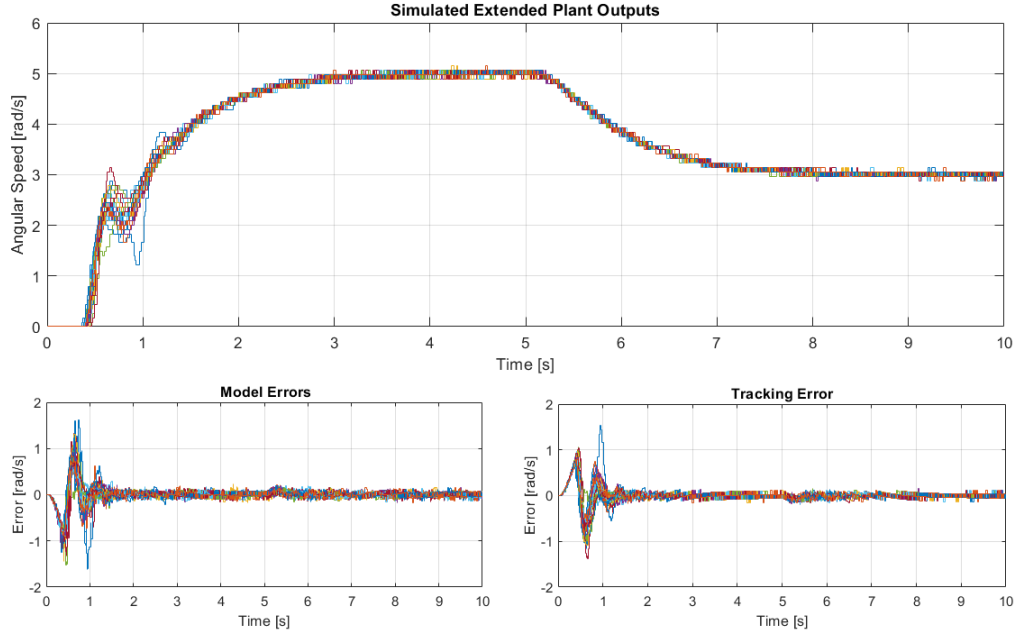 Simulated Extended Plant Outputs
6
5
4
3
2
1
0
Angular Speed [rad/s]
0 1 2 3 4 5 6 7 8 9 10
Time [s]
Model Errors
2
1
0
-1
-2
Error [rad/s]
0 1 2 3 4 5 6 7 8 9 10
Time [s]
Tracking Error
2
1
0
-1
-2
Error [rad/s]
0 1 2 3 4 5 6 7 8 9 10
Time [s]